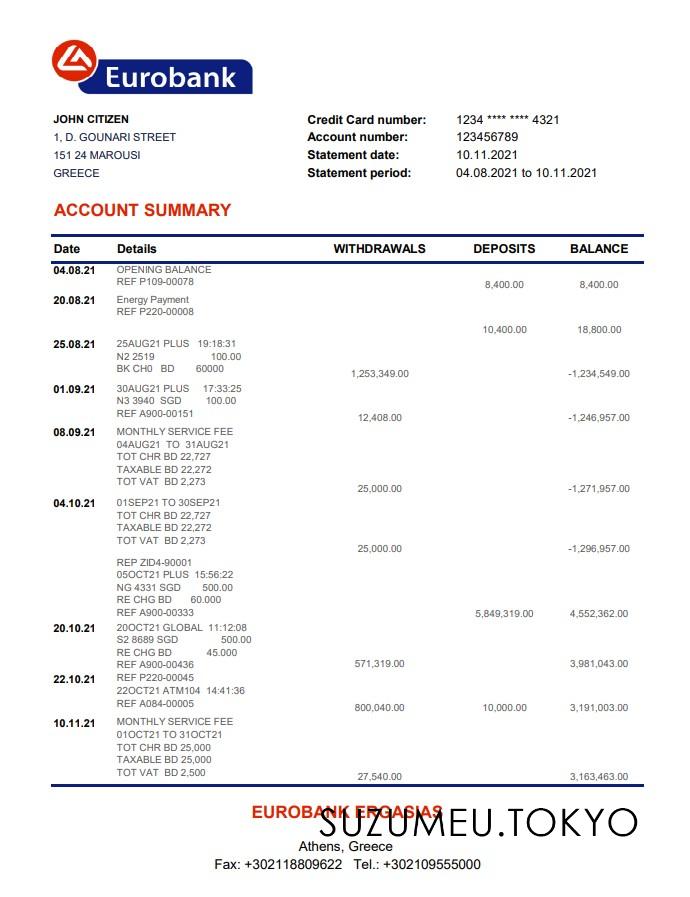 Eurobank
JOHN CITIZEN
1, D. GOUNARI STREET
151 24 MAROUSI
GREECE
Credit Card number: 1234 **** **** 4321
Account number: 123456789
Statement date: 10.11.2021
Statement period: 04.08.2021 to 10.11.2021
ACCOUNT SUMMARY
Date Details WITHDRAWALS DEPOSITS BALANCE
04.08.21 OPENING BALANCE
REF P109-00078
8,400.00 8,400.00
20.08.21 Energy Payment
REF P220-00008
10,400.00 18,800.00
25.08.21 25AUG21 PLUS 19:18:31
N2 2519 100.00
BK CH0 BD 60000
1,253,349.00 -1,234,549.00
01.09.21 30AUG21 PLUS 17:33:25
N3 3940 SGD 100.00
REF A900-00151
12,408.00 -1,246,957.00
08.09.21 MONTHLY SERVICE FEE
04AUG21 TO 31AUG21
TOT CHR BD 22,727
TAXABLE BD 22,272
TOT VAT BD 2,273
25,000.00 -1,271,957.00
04.10.21 01SEP21 TO 30SEP21
TOT CHR BD 22,727
TAXABLE BD 22,272
TOT VAT BD 2,273
25,000.00 -1,296,957.00
REP ZID4-90001
05OCT21 PLUS 15:56:22
NG 4331 SGD 500.00
RE CHG BD 60.000
REF A900-00333
5,849,319.00 4,552,362.00
20.10.21 20OCT21 GLOBAL 11:12:08
S2 8689 SGD 500.00
RE CHG BD 45.000
REF A900-00436
571,319.00 3,981,043.00
22.10.21 REF P220-00045
22OCT21 ATM104 14:41:36
REF A084-00005
800,040.00 10,000.00 3,191,003.00
10.11.21 MONTHLY SERVICE FEE
01OCT21 TO 31OCT21
TOT CHR BD 25,000
TAXABLE BD 25,000
TOT VAT BD 2,500
27,540.00 3,163,463.00
EUROBANK ERGASIAS
SUZUMEU.TOKYO
Athens, Greece
Fax: +302118809622 Tel.: +302109555000